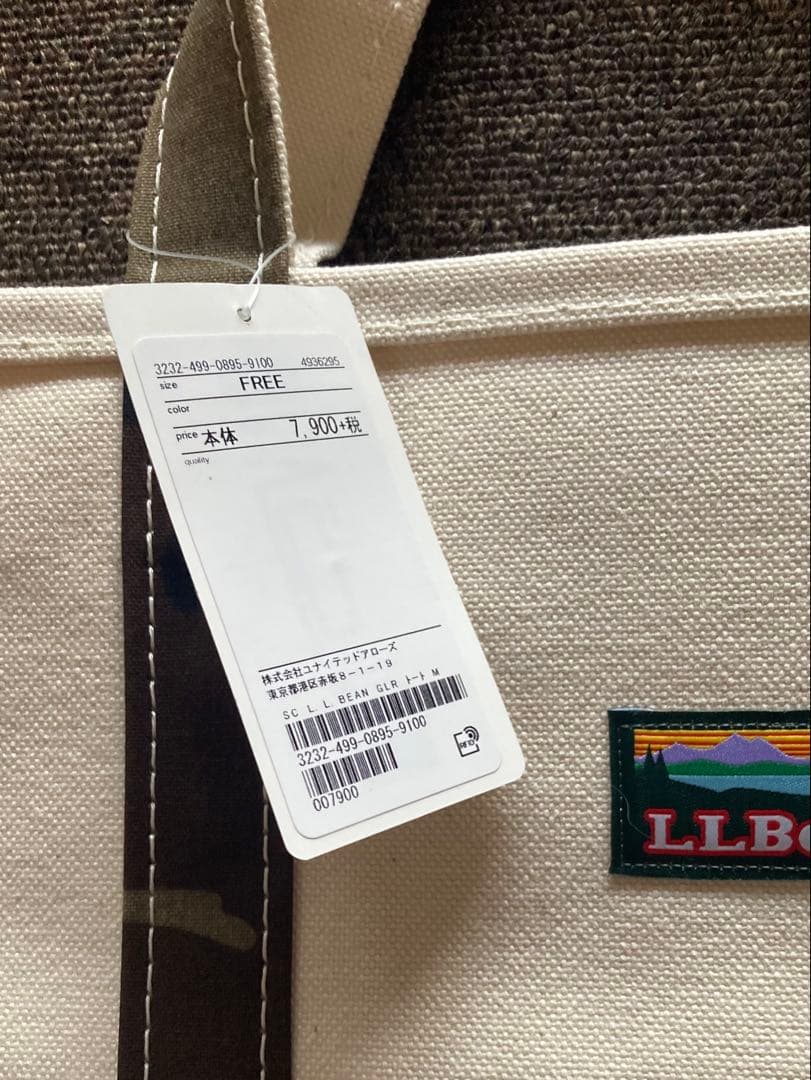 3232-499-0895-9100 4936295
size FREE
color
price 本体 7,900+税
quality
株式会社ユナイテッドアローズ
東京都港区赤坂8-1-19
SC L.L.BEAN GLR トート M
3232-499-0895-9100
RFID
007900
LLBe